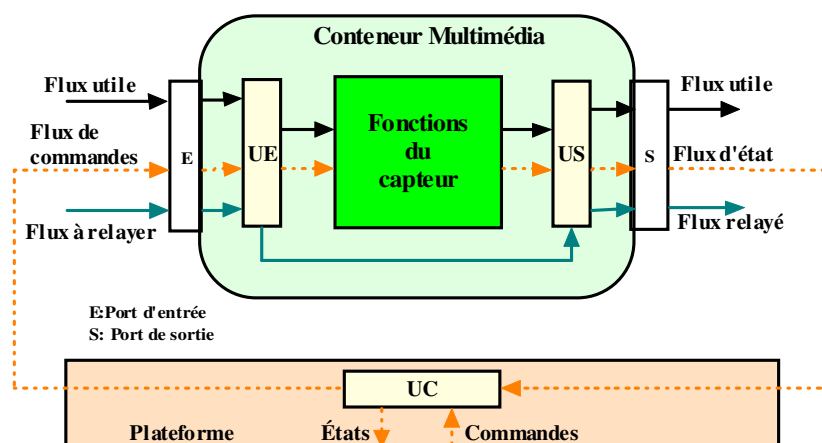 Conteneur Multimédia
Flux utile
Flux utile
Flux de
commandes
E
UE
Fonctions
du
capteur
US
S
Flux d'état
Flux à relayer
Flux relayé
E:Port d'entrée
S: Port de sortie
UC
Plateforme
États
Commandes